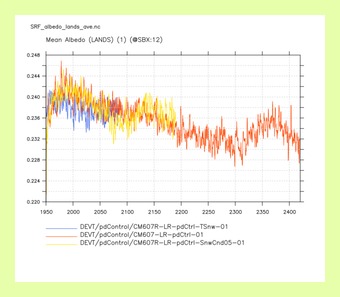 SRF_albedo_lands_ave.nc
Mean Albedo (LANDS) (1) (@SBX:12)
0.248
0.244
0.240
0.236
0.232
0.228
0.224
0.220
1950 2000 2050 2100 2150 2200 2250 2300 2350 2400
DEVT/pdControl/CM607R-LR-pdCtrl-TSnw-01
DEVT/pdControl/CM607-LR-pdCtrl-01
DEVT/pdControl/CM607R-LR-pdCtrl-SnwCnd05-01